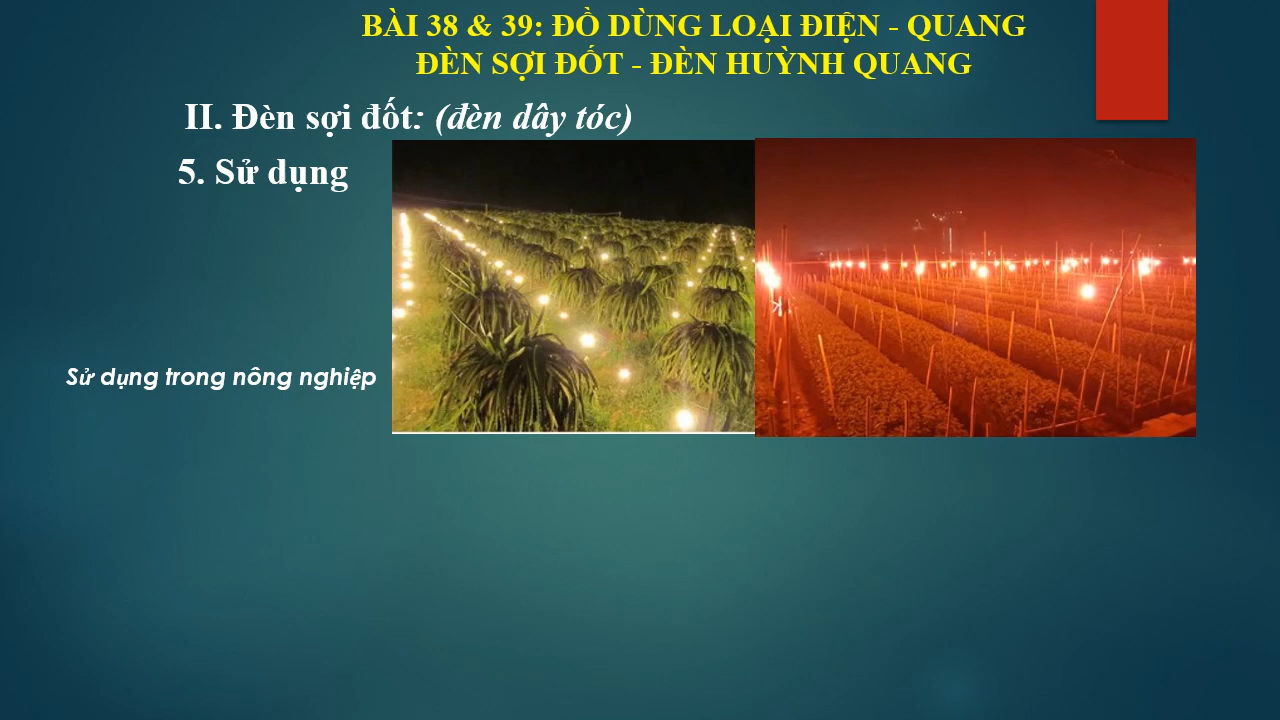 BÀI 38 & 39: ĐỒ DÙNG LOẠI ĐIỆN - QUANG
ĐÈN SỢI ĐỐT - ĐÈN HUỲNH QUANG
II. Đèn sợi đốt: (đèn dây tóc)
5. Sử dụng
Sử dụng trong nông nghiệp